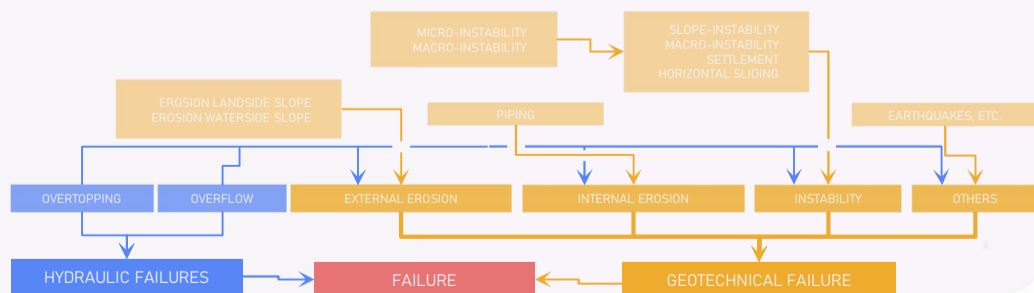 MICRO-INSTABILITY
MACRO-INSTABILITY
SLOPE-INSTABILITY
MACRO-INSTABILITY
SETTLEMENT
HORIZONTAL SLIDING
EROSION LANDSIDE SLOPE
EROSION WATERSIDE SLOPE
PIPING
EARTHQUAKES, ETC.
OVERTOPPING
OVERFLOW
EXTERNAL EROSION
INTERNAL EROSION
INSTABILITY
OTHERS
HYDRAULIC FAILURES
FAILURE
GEOTECHNICAL FAILURE